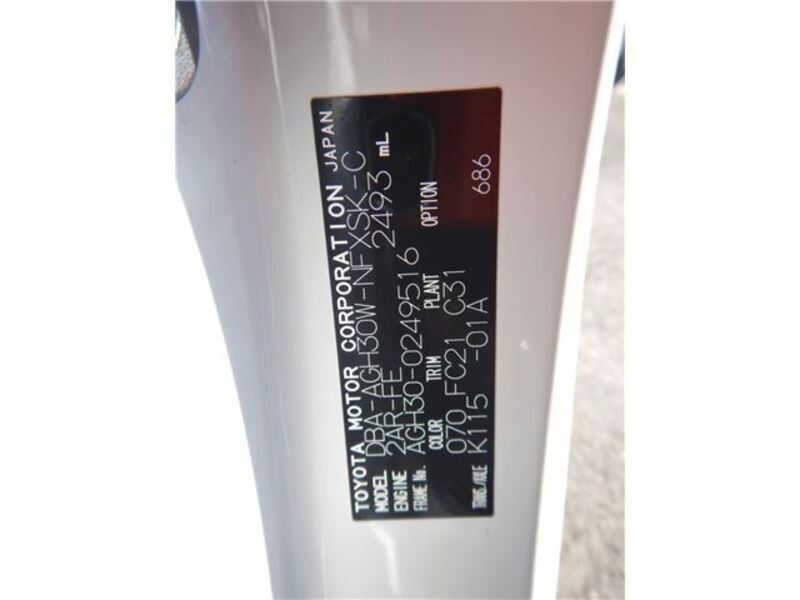 TOYOTA MOTOR CORPORATION JAPAN
MODEL DBA-AGH30W-NFXSK-C
ENGINE 2AR-FE 2493 mL
FRAME No. AGH30-0249516
COLOR TRIM PLANT OPTION
070 FC21 C31
TRANS/AXLE K115 -01A 686